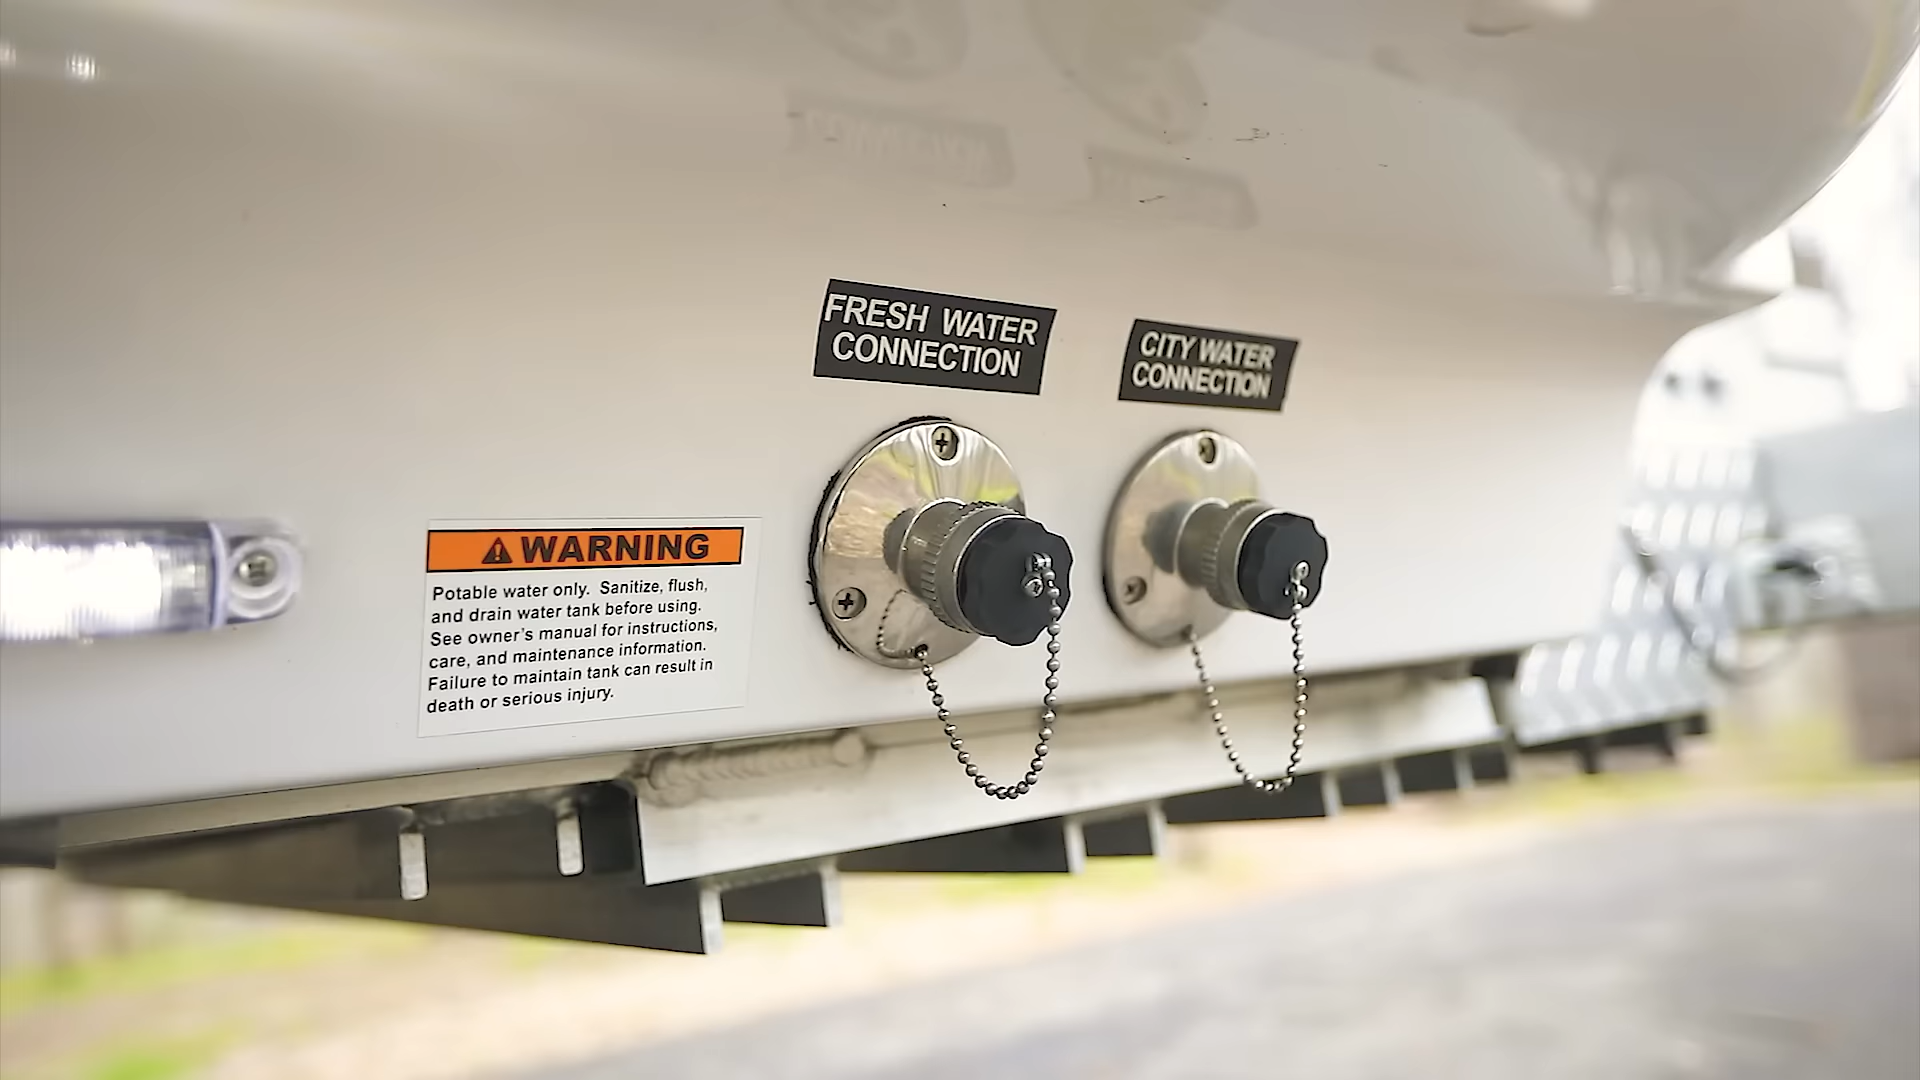 FRESH WATER
CONNECTION
CITY WATER
CONNECTION
WARNING
Potable water only. Sanitize, flush,
and drain water tank before using.
See owner's manual for instructions,
care, and maintenance information.
Failure to maintain tank can result in
death or serious injury.